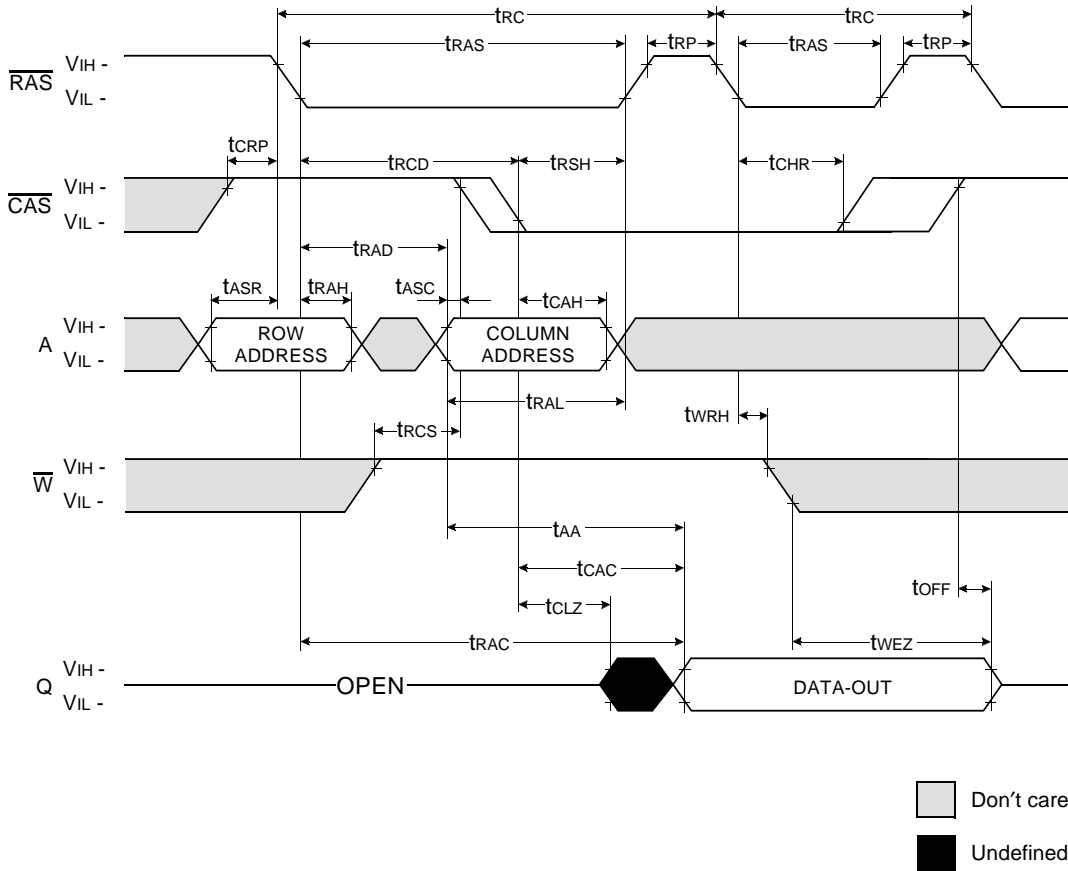 tRC tRC
tRAS tRP tRAS tRP
RAS VIH -
VIL -
tCRP tRCD tRSH tCHR
CAS VIH -
VIL -
tRAD
tASR tRAH tASC tCAH
A VIH -
VIL -
ROW
ADDRESS
COLUMN
ADDRESS
tRAL
tWRH
tRCS
W VIH -
VIL -
tAA
tCAC
tCLZ
tOFF
tRAC
tWEZ
Q VIH -
VIL -
OPEN
DATA-OUT
Don′t care
Undefined